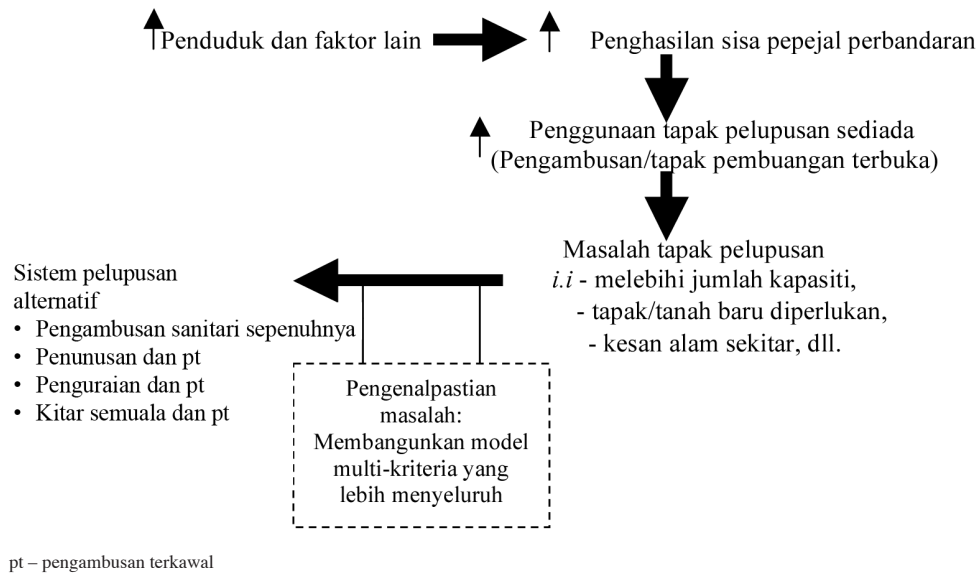 Penduduk dan faktor lain
Penghasilan sisa pepejal perbandaran
Penggunaan tapak pelupusan sediada
(Pengambusan/tapak pembuangan terbuka)
Masalah tapak pelupusan
i.i - melebihi jumlah kapasiti,
- tapak/tanah baru diperlukan,
- kesan alam sekitar, dll.
Sistem pelupusan
alternatif
• Pengambusan sanitari sepenuhnya
• Penunusan dan pt
• Penguraian dan pt
• Kitar semuala dan pt
Pengenalpastian
masalah:
Membangunkan model
multi-kriteria yang
lebih menyeluruh
pt – pengambusan terkawal